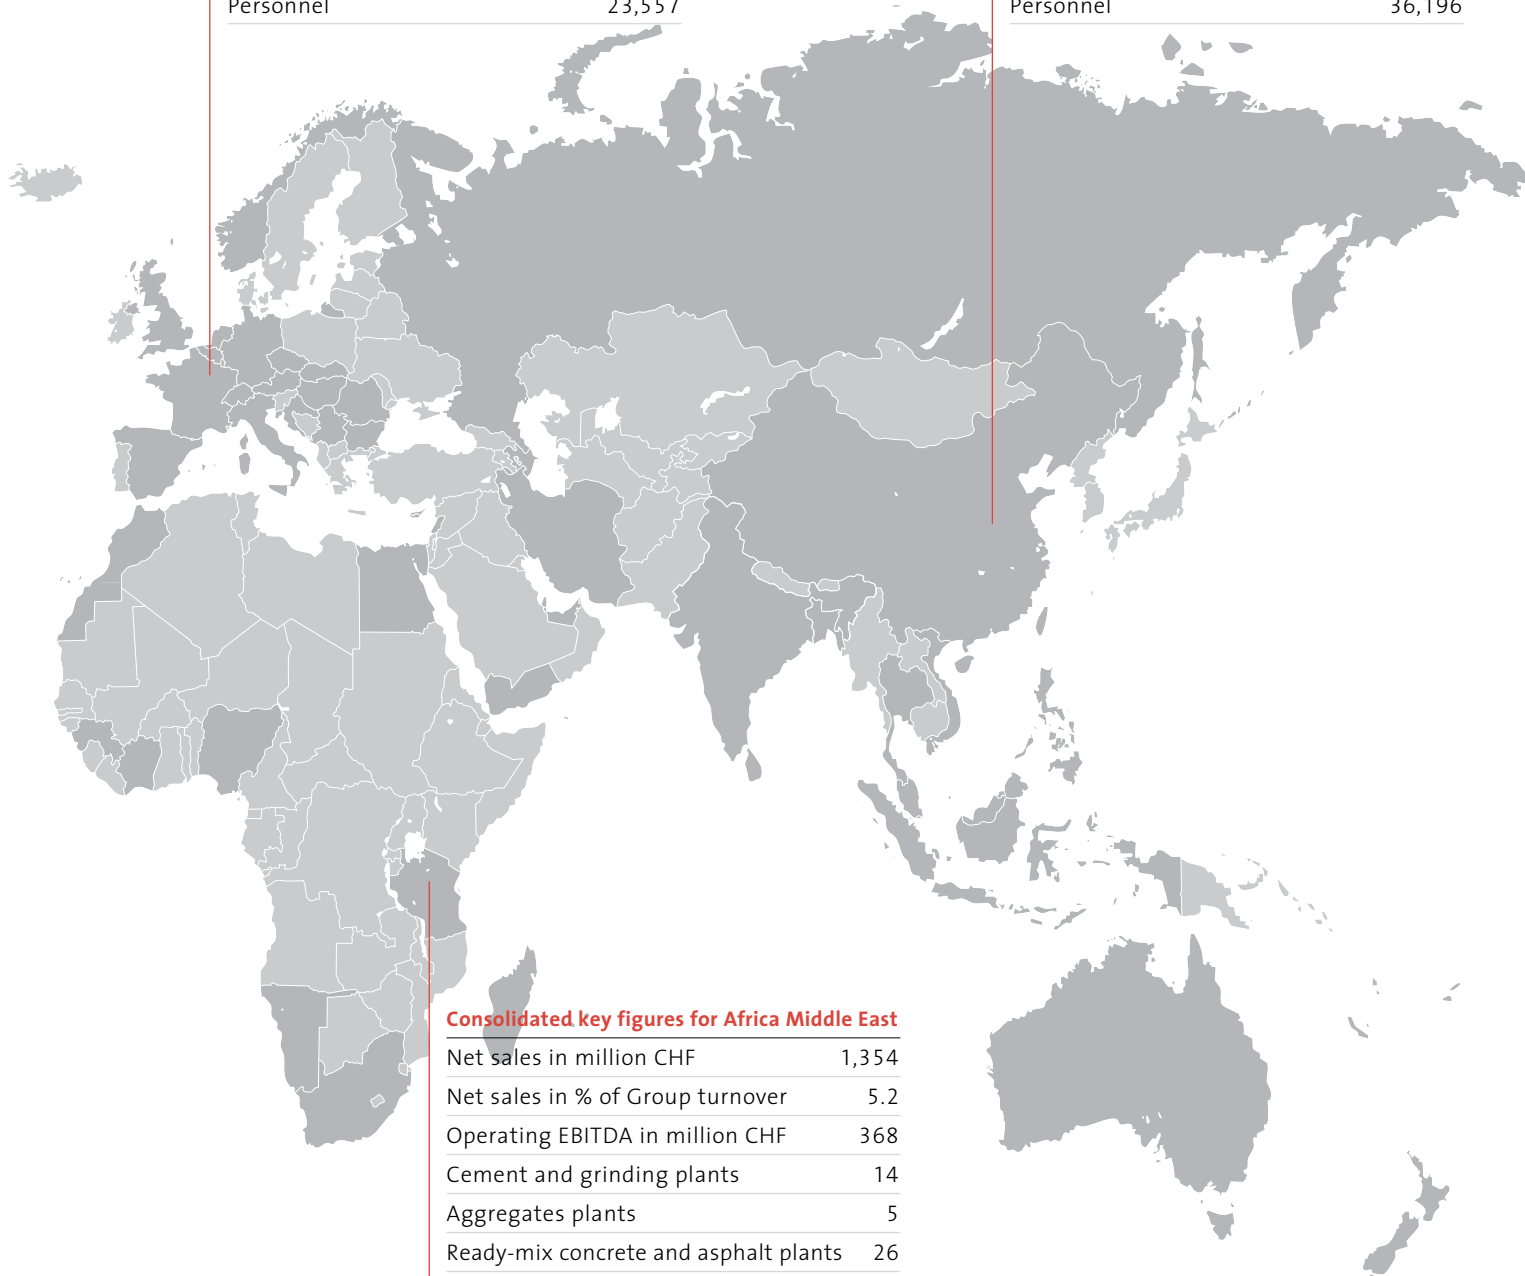 Personnel 23,557
Personnel 36,196
Consolidated key figures for Africa Middle East
Net sales in million CHF 1,354
Net sales in % of Group turnover 5.2
Operating EBITDA in million CHF 368
Cement and grinding plants 14
Aggregates plants 5
Ready-mix concrete and asphalt plants 26